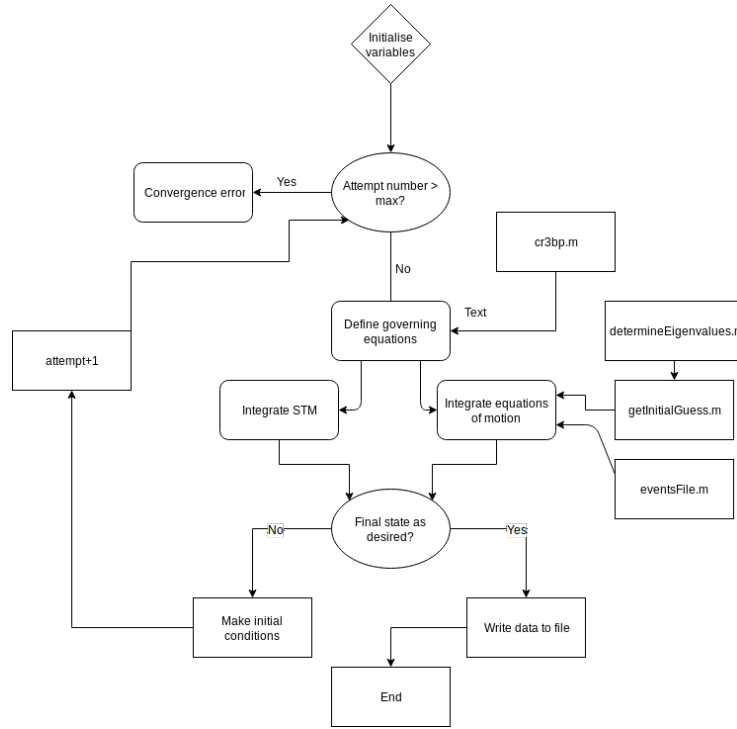 Initialise
variables
Convergence error
Yes
Attempt number >
max?
cr3bp.m
No
Text
Define governing
equations
determineEigenvalues.m
attempt+1
Integrate STM
Integrate equations
of motion
getInitialGuess.m
eventsFile.m
Final state as
desired?
No
Yes
Make initial
conditions
Write data to file
End